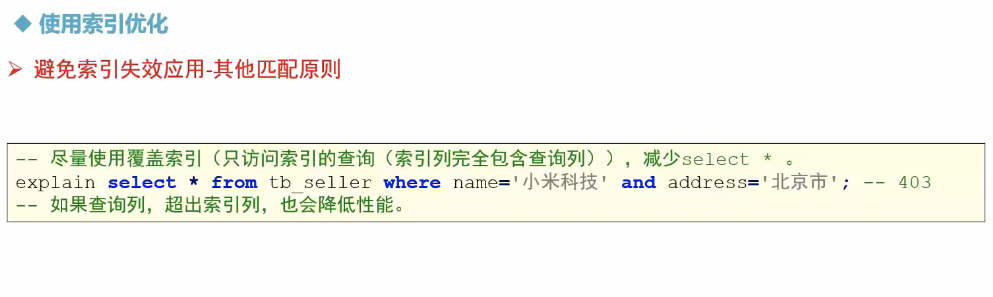 ◆ 使用索引优化
➢ 避免索引失效应用-其他匹配原则
-- 尽量使用覆盖索引（只访问索引的查询（索引列完全包含查询列）），减少select * 。
explain select * from tb_seller where name='小米科技' and address='北京市'; -- 403
-- 如果查询列，超出索引列，也会降低性能。